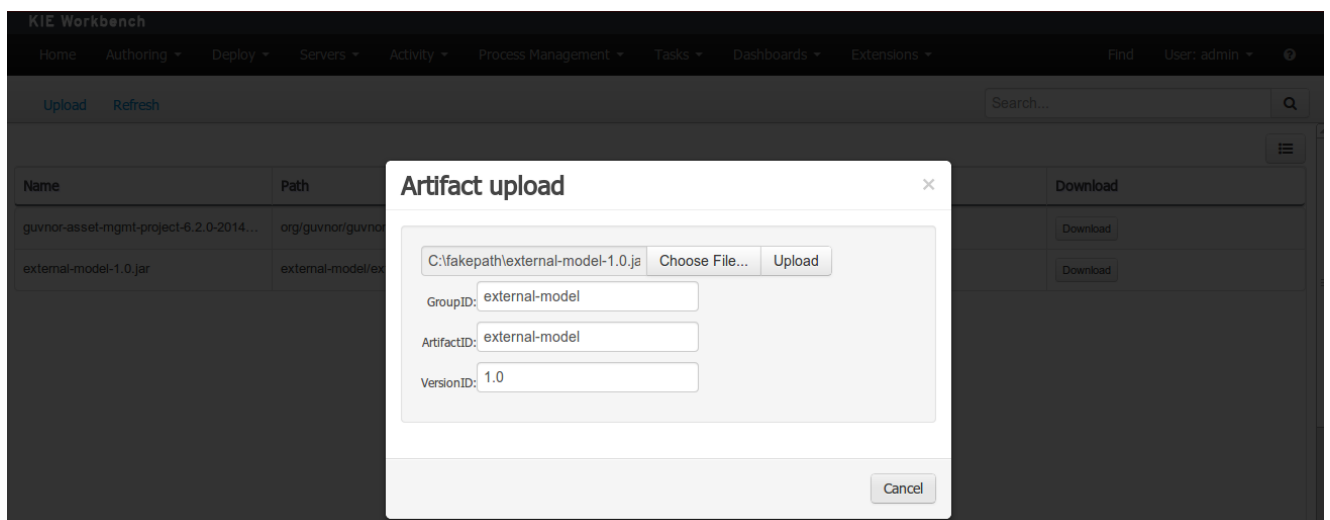 KIE Workbench
Home Authoring Deploy Servers Activity Process Management Tasks Dashboards Extensions Find User: admin
Upload Refresh Search...
Artifact upload ×
Name Path Download
guvnor-asset-mgmt-project-6.2.0-2014... org/guvnor/guvnor Download
external-model-1.0.jar external-model/ex Download
C:\fakepath\external-model-1.0.ja Choose File... Upload
GroupID: external-model
ArtifactID: external-model
VersionID: 1.0
Cancel